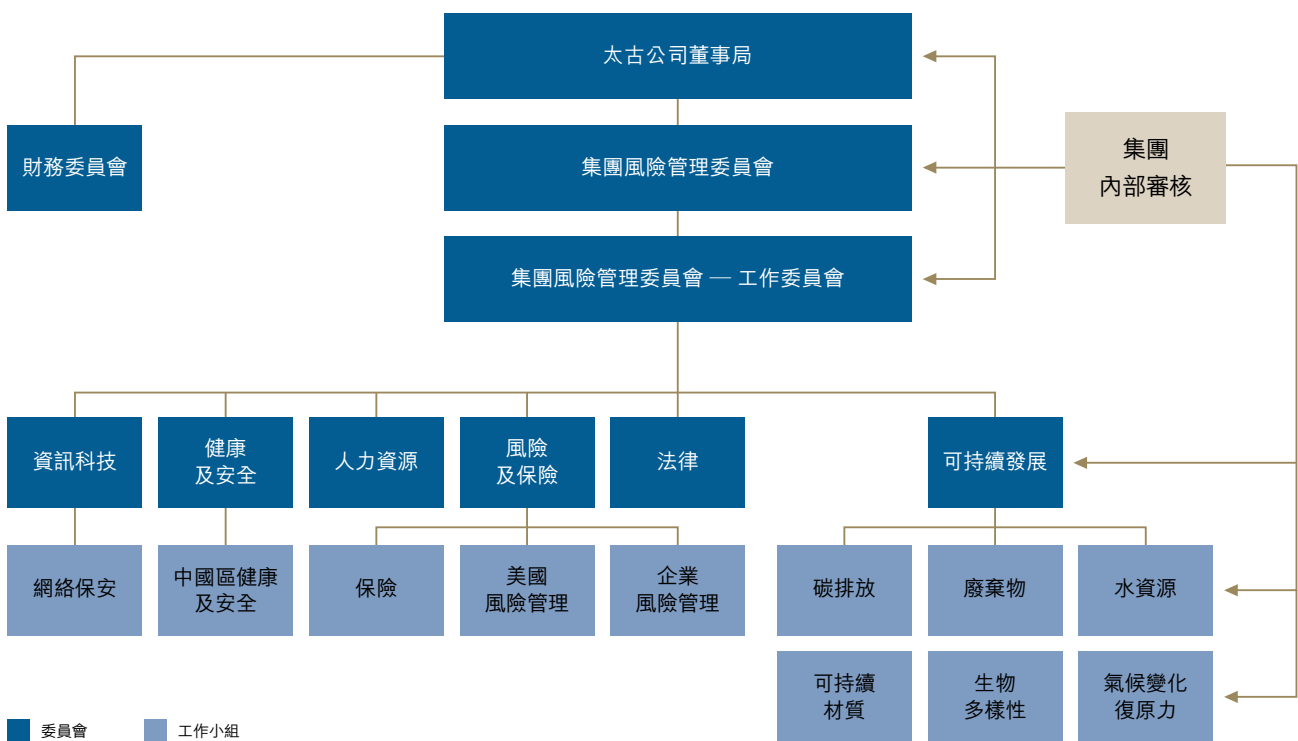 太古公司董事局
財務委員會
集團風險管理委員會
集團
內部審核
集團風險管理委員會 — 工作委員會
資訊科技
健康
及安全
人力資源
風險
及保險
法律
可持續發展
網絡保安
中國區健康
及安全
保險
美國
風險管理
企業
風險管理
碳排放
廢棄物
水資源
可持續
材質
生物
多樣性
氣候變化
復原力
委員會
工作小組